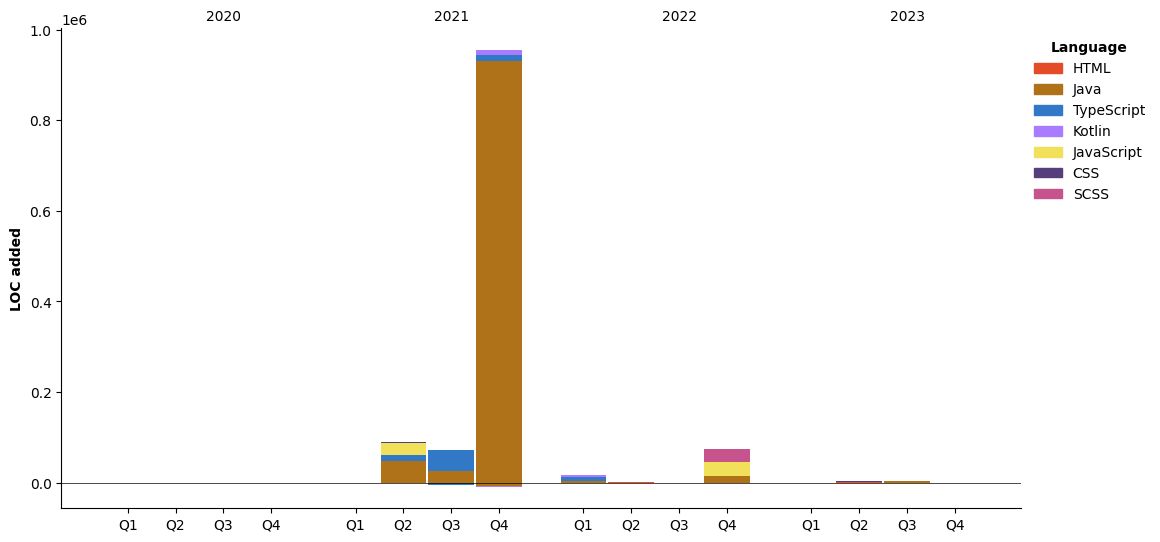 2020 2021 2022 2023
1e6
1.0
0.8
0.6
0.4
0.2
0.0
LOC added
Q1 Q2 Q3 Q4 Q1 Q2 Q3 Q4 Q1 Q2 Q3 Q4 Q1 Q2 Q3 Q4
Language
HTML
Java
TypeScript
Kotlin
JavaScript
CSS
SCSS